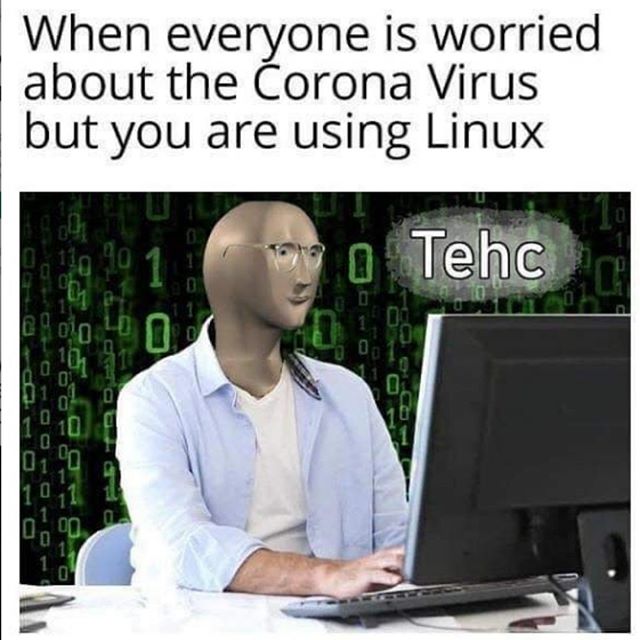 When everyone is worried
about the Corona Virus
but you are using Linux
Tehc